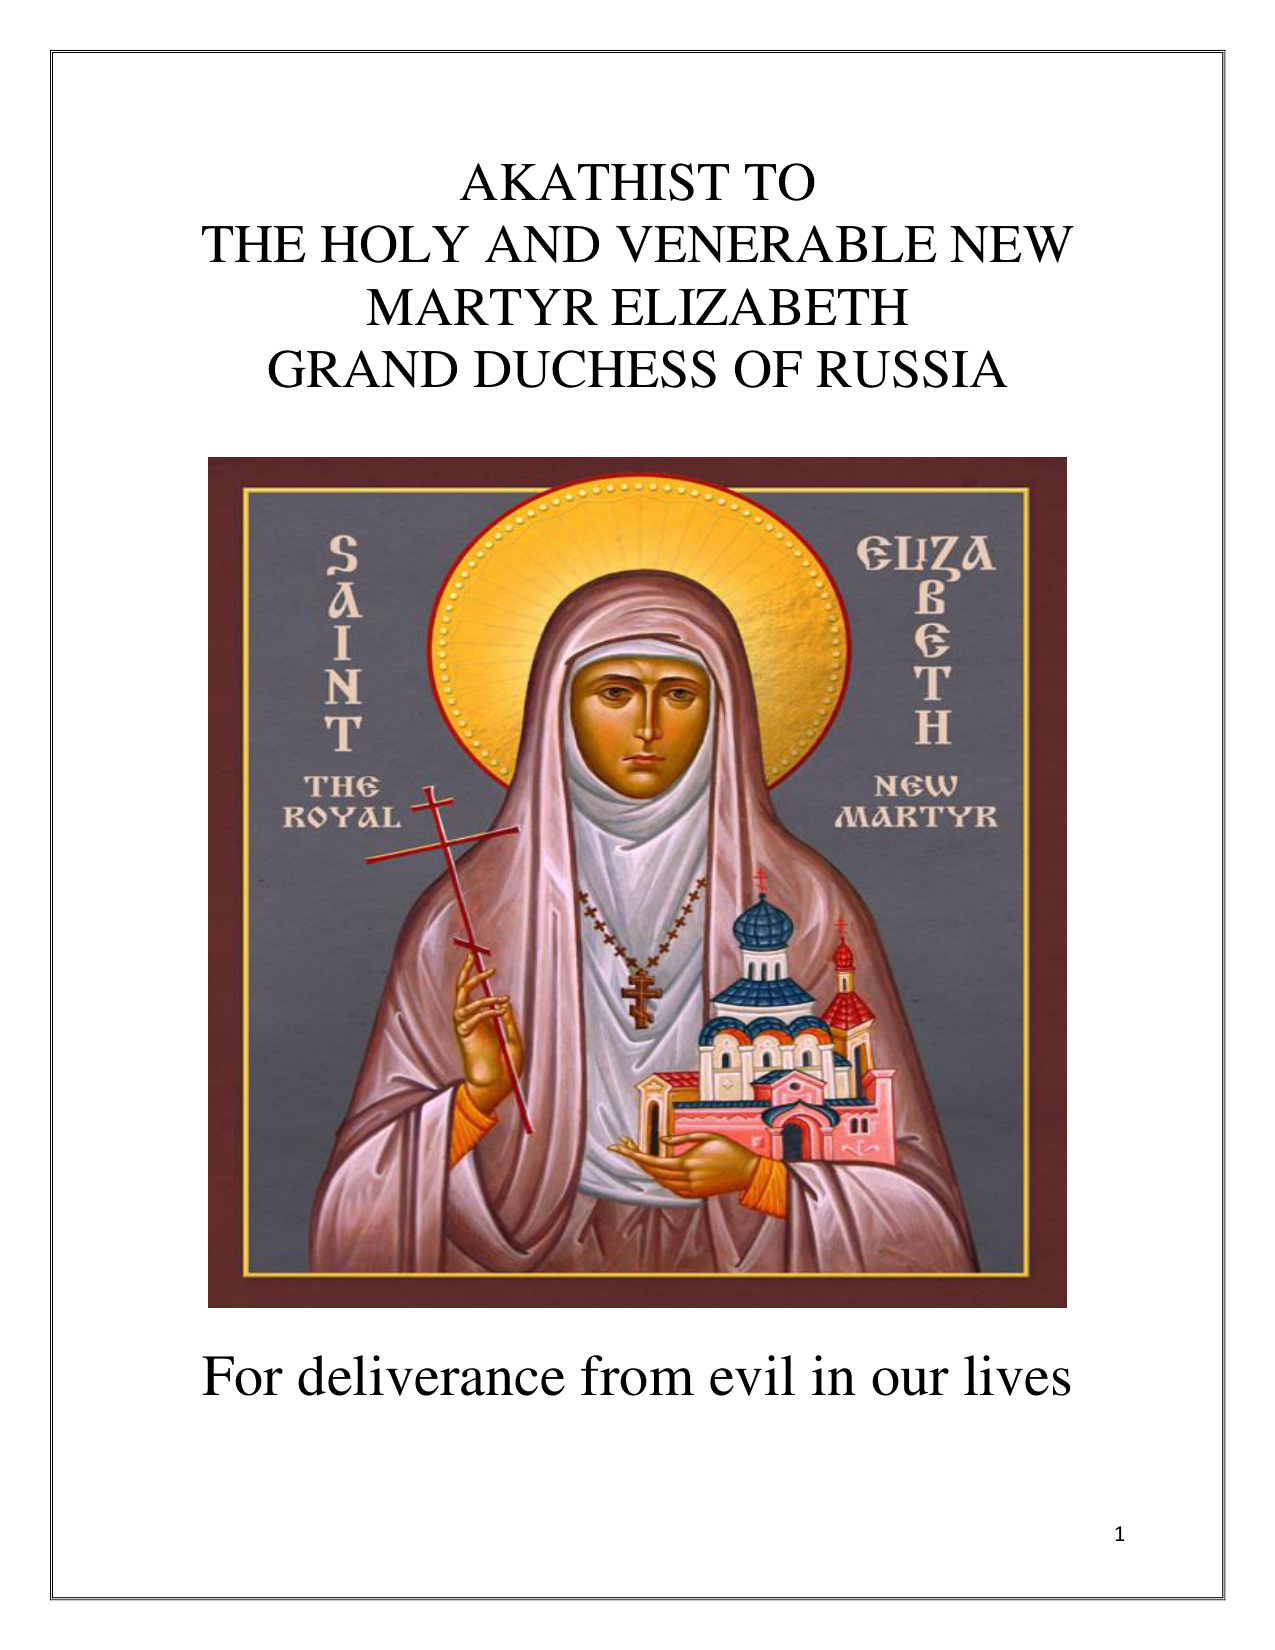 AKATHIST TO
THE HOLY AND VENERABLE NEW
MARTYR ELIZABETH
GRAND DUCHESS OF RUSSIA
SAINT
THE
ROYAL
ELIZABETH
NEW
MARTYR
For deliverance from evil in our lives
1